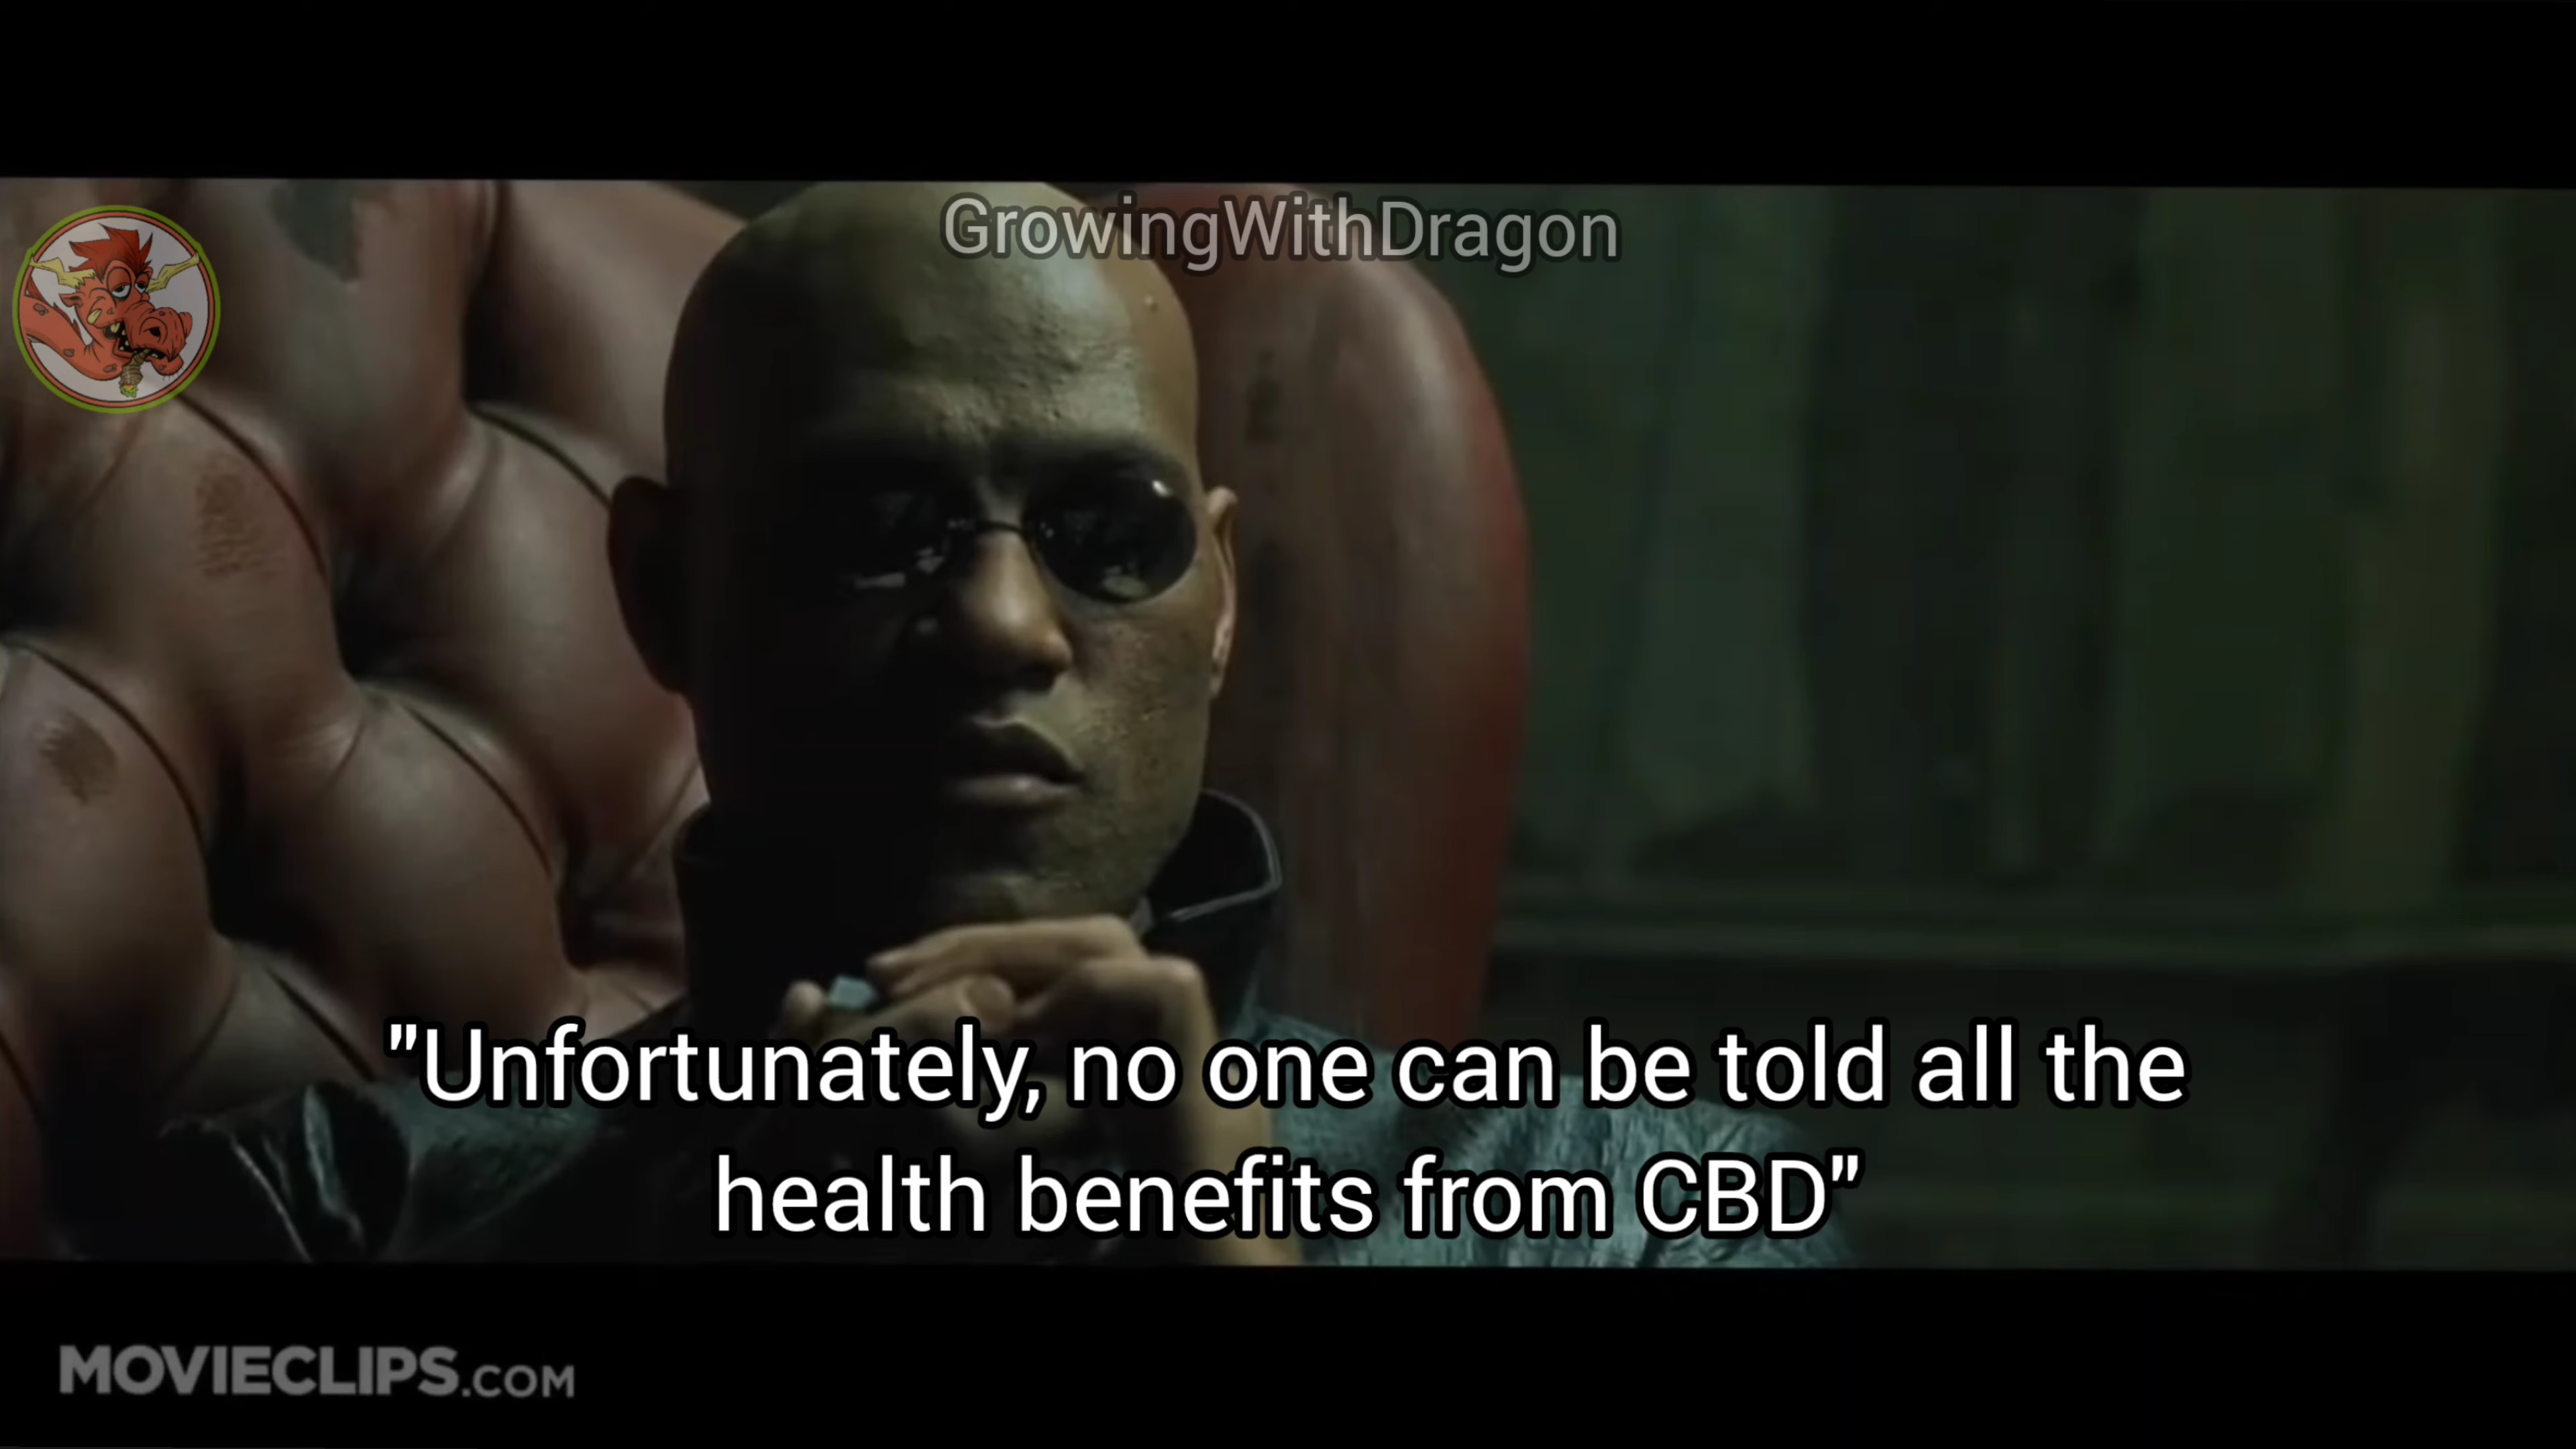 GrowingWithDragon
"Unfortunately, no one can be told all the
health benefits from CBD"
MOVIECLIPS.COM